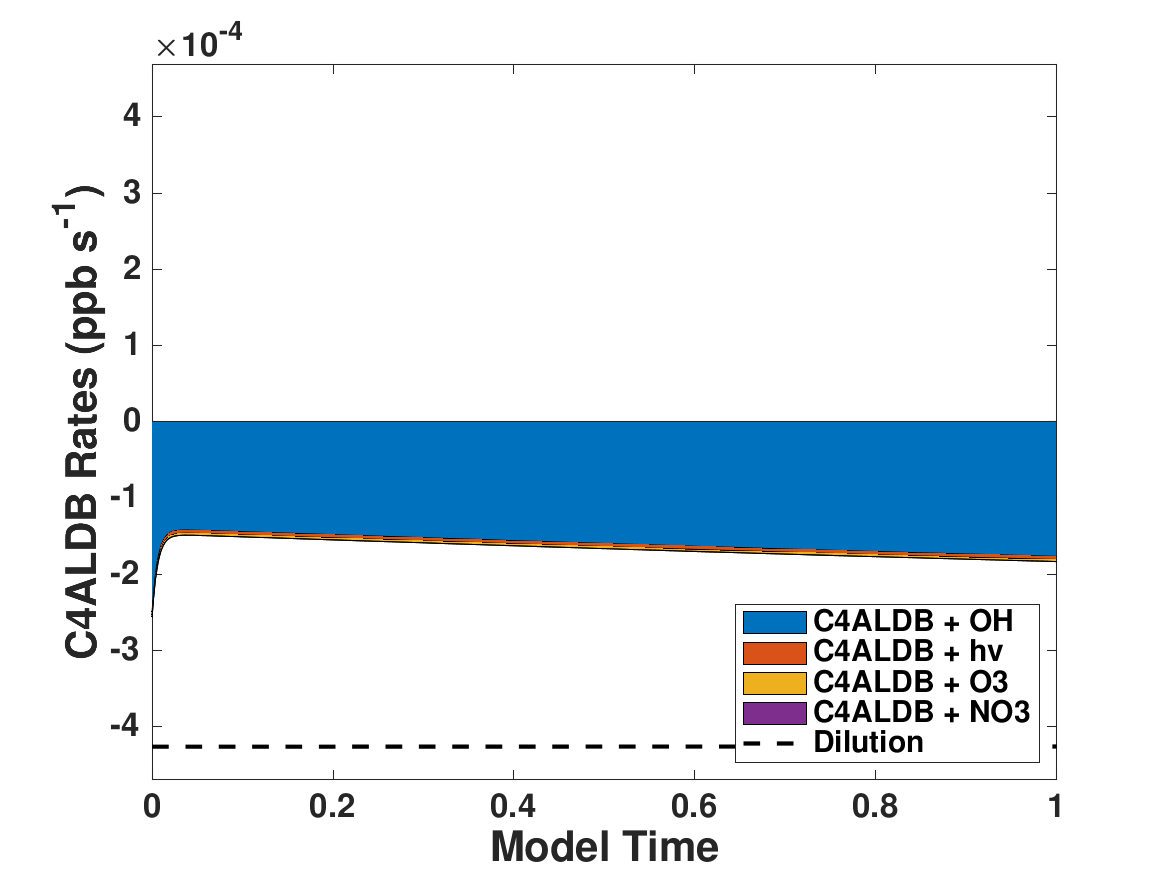 ×10-4
4
3
2
1
0
-1
-2
-3
-4
C4ALDB Rates (ppb s-1)
C4ALDB + OH
C4ALDB + hv
C4ALDB + O3
C4ALDB + NO3
Dilution
0 0.2 0.4 0.6 0.8 1
Model Time